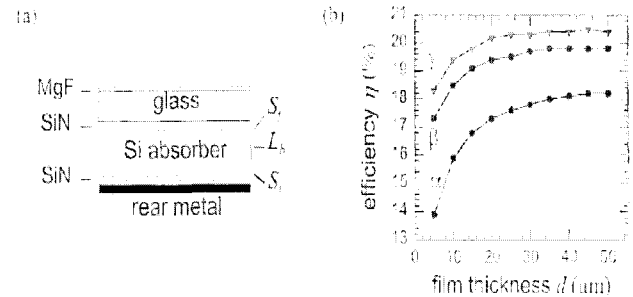 (a)
MgF
glass
SiN
Si absorber
SiN
rear metal
(b)
efficiency η (%)
21
20
19
18
17
16
15
14
13
0 10 20 30 40 50
film thickness d (μm)